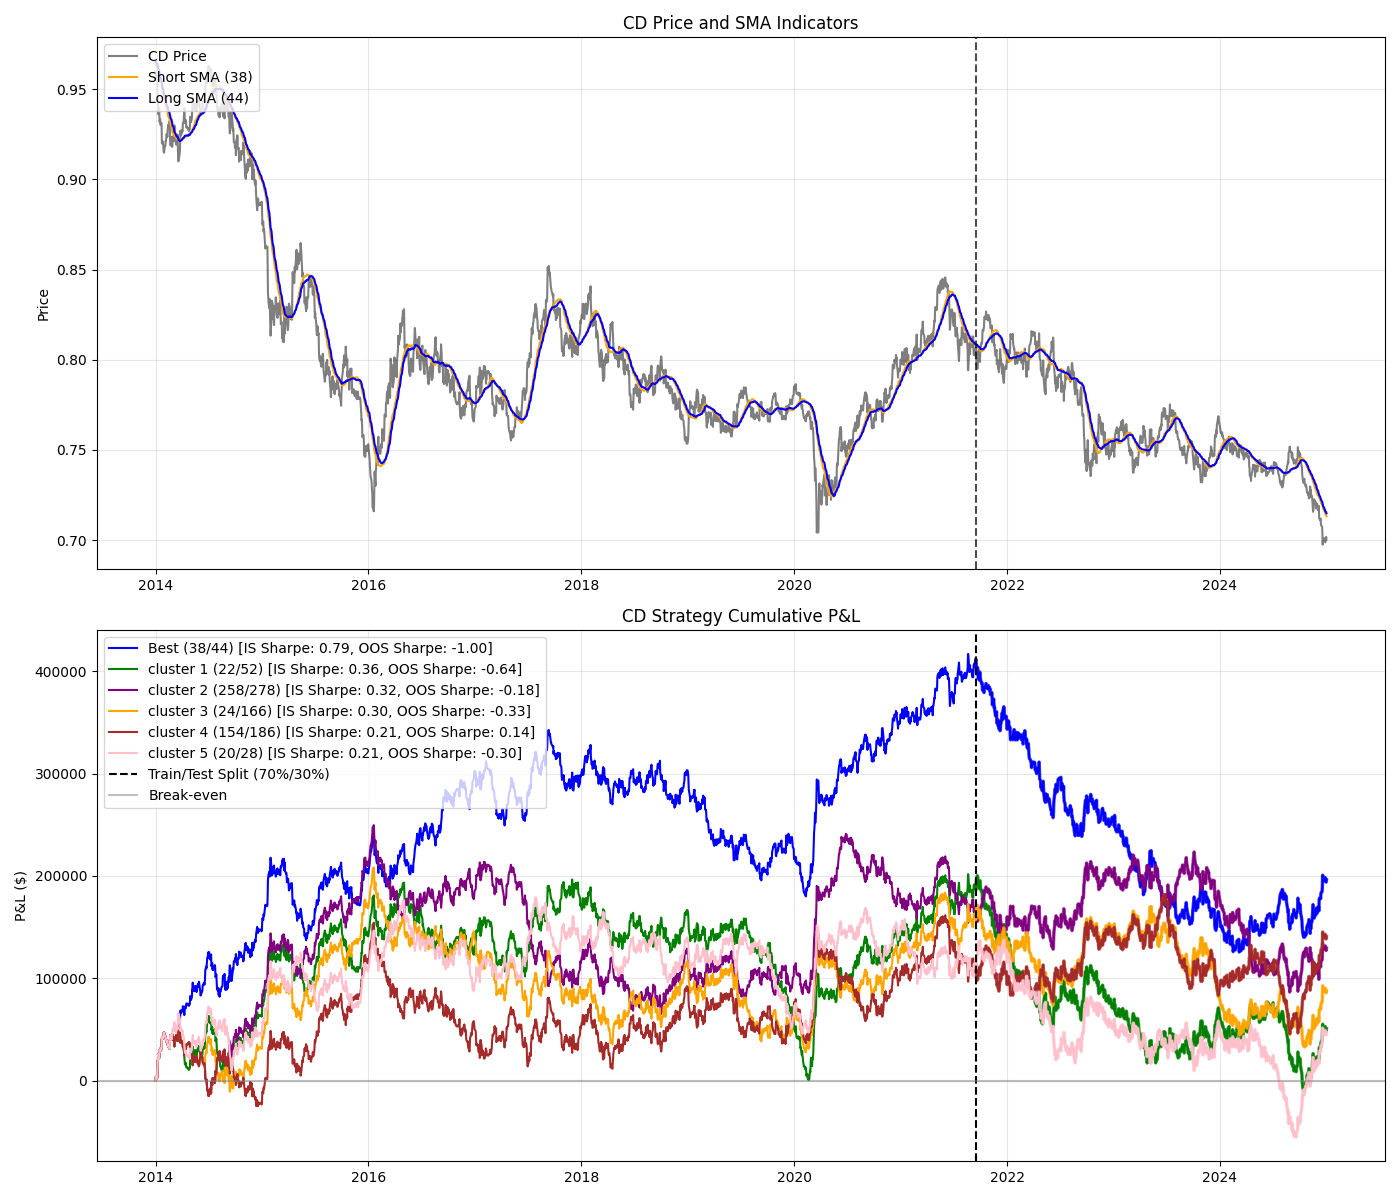 CD Price and SMA Indicators
CD Price
Short SMA (38)
Long SMA (44)
Price
0.95
0.90
0.85
0.80
0.75
0.70
2014
2016
2018
2020
2022
2024
CD Strategy Cumulative P&L
Best (38/44) [IS Sharpe: 0.79, OOS Sharpe: -1.00]
cluster 1 (22/52) [IS Sharpe: 0.36, OOS Sharpe: -0.64]
cluster 2 (258/278) [IS Sharpe: 0.32, OOS Sharpe: -0.18]
cluster 3 (24/166) [IS Sharpe: 0.30, OOS Sharpe: -0.33]
cluster 4 (154/186) [IS Sharpe: 0.21, OOS Sharpe: 0.14]
cluster 5 (20/28) [IS Sharpe: 0.21, OOS Sharpe: -0.30]
Train/Test Split (70%/30%)
Break-even
P&L ($)
400000
300000
200000
100000
0
2014
2016
2018
2020
2022
2024